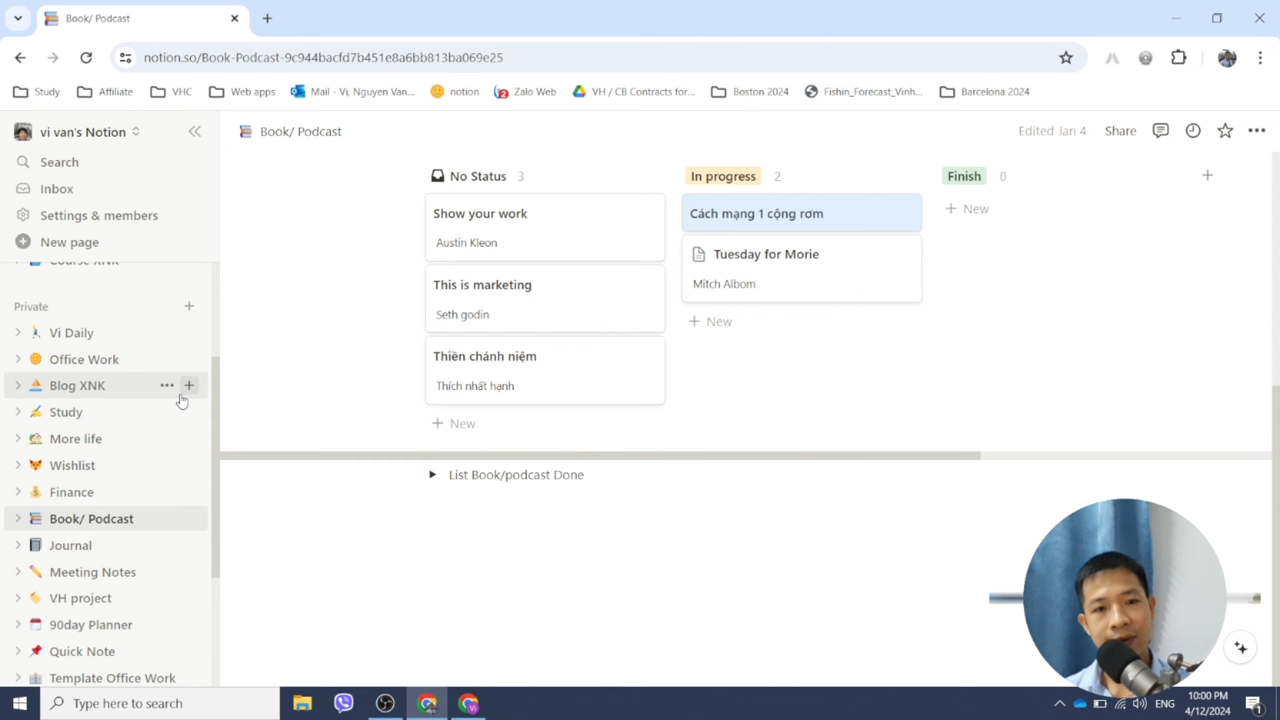 Book/ Podcast
notion.so/Book-Podcast-9c944bacfd7b451e8a6bb813ba069e25
Study
Affiliate
VHC
Web apps
Mail - Vi, Nguyen Van...
notion
Zalo Web
VH / CB Contracts for...
Boston 2024
Fishin_Forecast_Vinh...
Barcelona 2024
vi van's Notion
Book/ Podcast
Edited Jan 4
Share
Search
Inbox
Settings & members
New page
Course XNK
Private
Vi Daily
Office Work
Blog XNK
Study
More life
Wishlist
Finance
Book/ Podcast
Journal
Meeting Notes
VH project
90day Planner
Quick Note
Template Office Work
No Status 3
Show your work
Austin Kleon
This is marketing
Seth godin
Thiền chánh niệm
Thích nhất hạnh
New
In progress 2
Cách mạng 1 cộng rơm
Tuesday for Morie
Mitch Albom
New
Finish 0
New
List Book/podcast Done
Type here to search
ENG
10:00 PM
4/12/2024
1